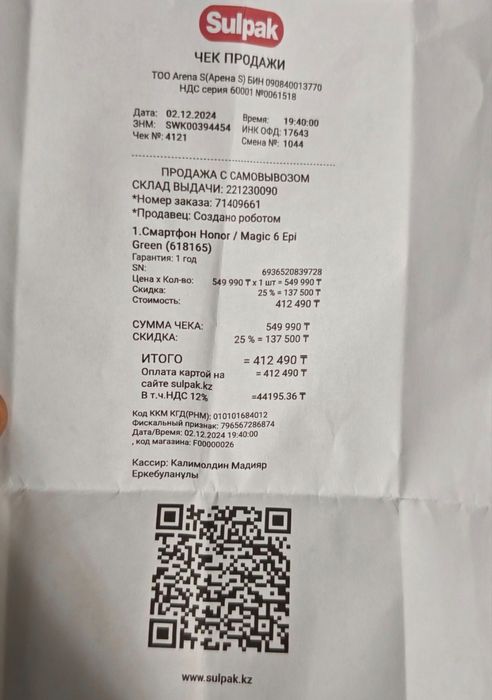 Sulpak
ЧЕК ПРОДАЖИ
ТОО Arena S(Арена S) БИН 090840013770
НДС серия 60001 №0061518
Дата: 02.12.2024 Время: 19:40:00
ЗНМ: SWK00394454 ИНК ОФД: 17643
Чек №: 4121 Смена №: 1044
ПРОДАЖА С САМОВЫВОЗОМ
СКЛАД ВЫДАЧИ: 221230090
*Номер заказа: 71409661
*Продавец: Создано роботом
1.Смартфон Honor / Magic 6 Epi
Green (618165)
Гарантия: 1 год
SN: 6936520839728
Цена х Кол-во: 549 990 ₸ x 1 шт = 549 990 ₸
Скидка: 25 % = 137 500 ₸
Стоимость: 412 490 ₸
СУММА ЧЕКА: 549 990 ₸
СКИДКА: 25 % = 137 500 ₸
ИТОГО = 412 490 ₸
Оплата картой на = 412 490 ₸
сайте sulpak.kz
В т.ч.НДС 12% =44195.36 ₸
Код ККМ КГД(РНМ): 010101684012
Фискальный признак: 796567286874
Дата/Время: 02.12.2024 19:40:00
, код магазина: F00000026
Кассир: Калимолдин Мадияр
Еркебуланулы
www.sulpak.kz